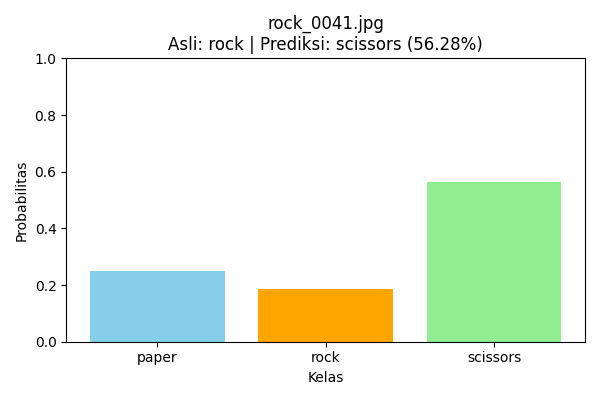 rock_0041.jpg
Asli: rock | Prediksi: scissors (56.28%)
1.0
0.8
0.6
0.4
0.2
0.0
Probabilitas
paper
rock
scissors
Kelas